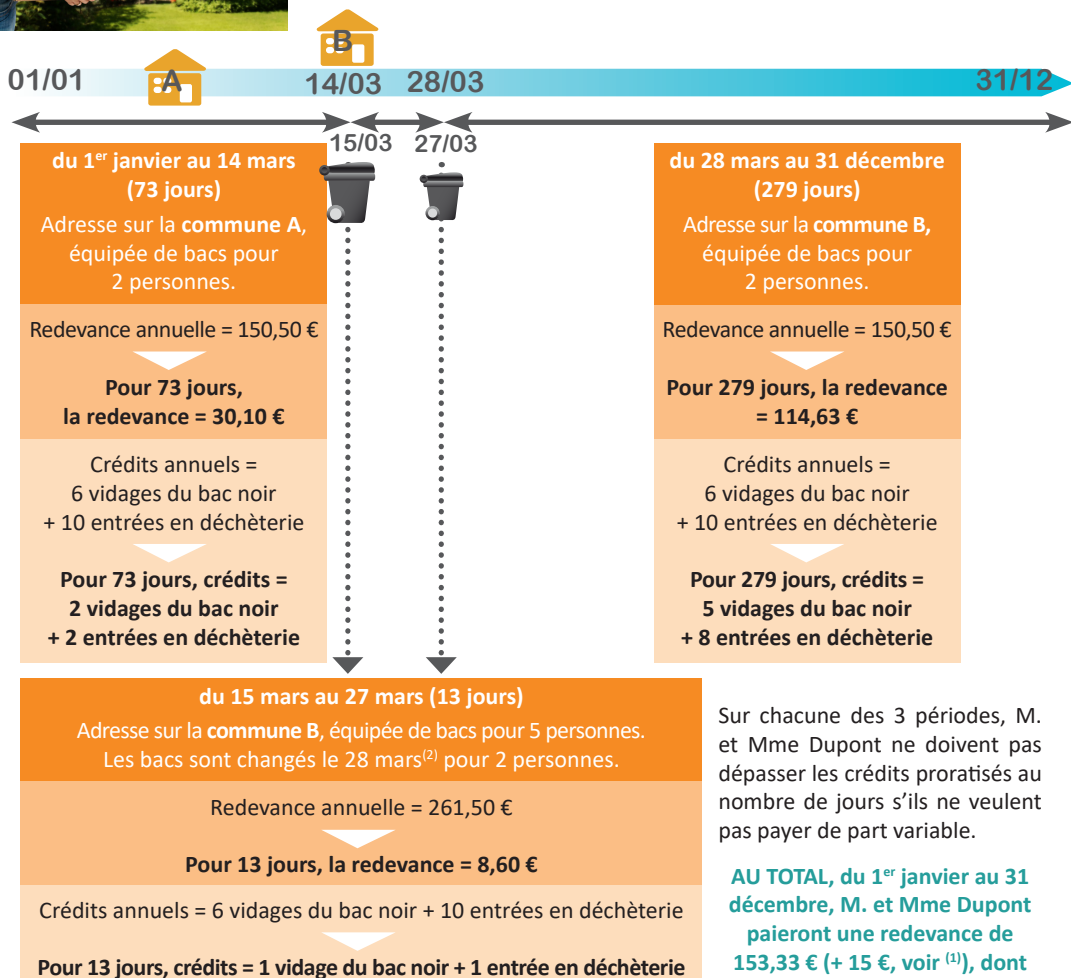 01/01
A
B
14/03
28/03
31/12
15/03
27/03
du 1er janvier au 14 mars
(73 jours)
Adresse sur la commune A,
équipée de bacs pour
2 personnes.
Redevance annuelle = 150,50 €
Pour 73 jours,
la redevance = 30,10 €
Crédits annuels =
6 vidages du bac noir
+ 10 entrées en déchèterie
Pour 73 jours, crédits =
2 vidages du bac noir
+ 2 entrées en déchèterie
du 28 mars au 31 décembre
(279 jours)
Adresse sur la commune B,
équipée de bacs pour
2 personnes.
Redevance annuelle = 150,50 €
Pour 279 jours, la redevance
= 114,63 €
Crédits annuels =
6 vidages du bac noir
+ 10 entrées en déchèterie
Pour 279 jours, crédits =
5 vidages du bac noir
+ 8 entrées en déchèterie
du 15 mars au 27 mars (13 jours)
Adresse sur la commune B, équipée de bacs pour 5 personnes.
Les bacs sont changés le 28 mars(2) pour 2 personnes.
Redevance annuelle = 261,50 €
Pour 13 jours, la redevance = 8,60 €
Crédits annuels = 6 vidages du bac noir + 10 entrées en déchèterie
Pour 13 jours, crédits = 1 vidage du bac noir + 1 entrée en déchèterie
Sur chacune des 3 périodes, M.
et Mme Dupont ne doivent pas
dépasser les crédits proratisés au
nombre de jours s'ils ne veulent
pas payer de part variable.
AU TOTAL, du 1er janvier au 31
décembre, M. et Mme Dupont
paieront une redevance de
153,33 € (+ 15 €, voir (1)), dont